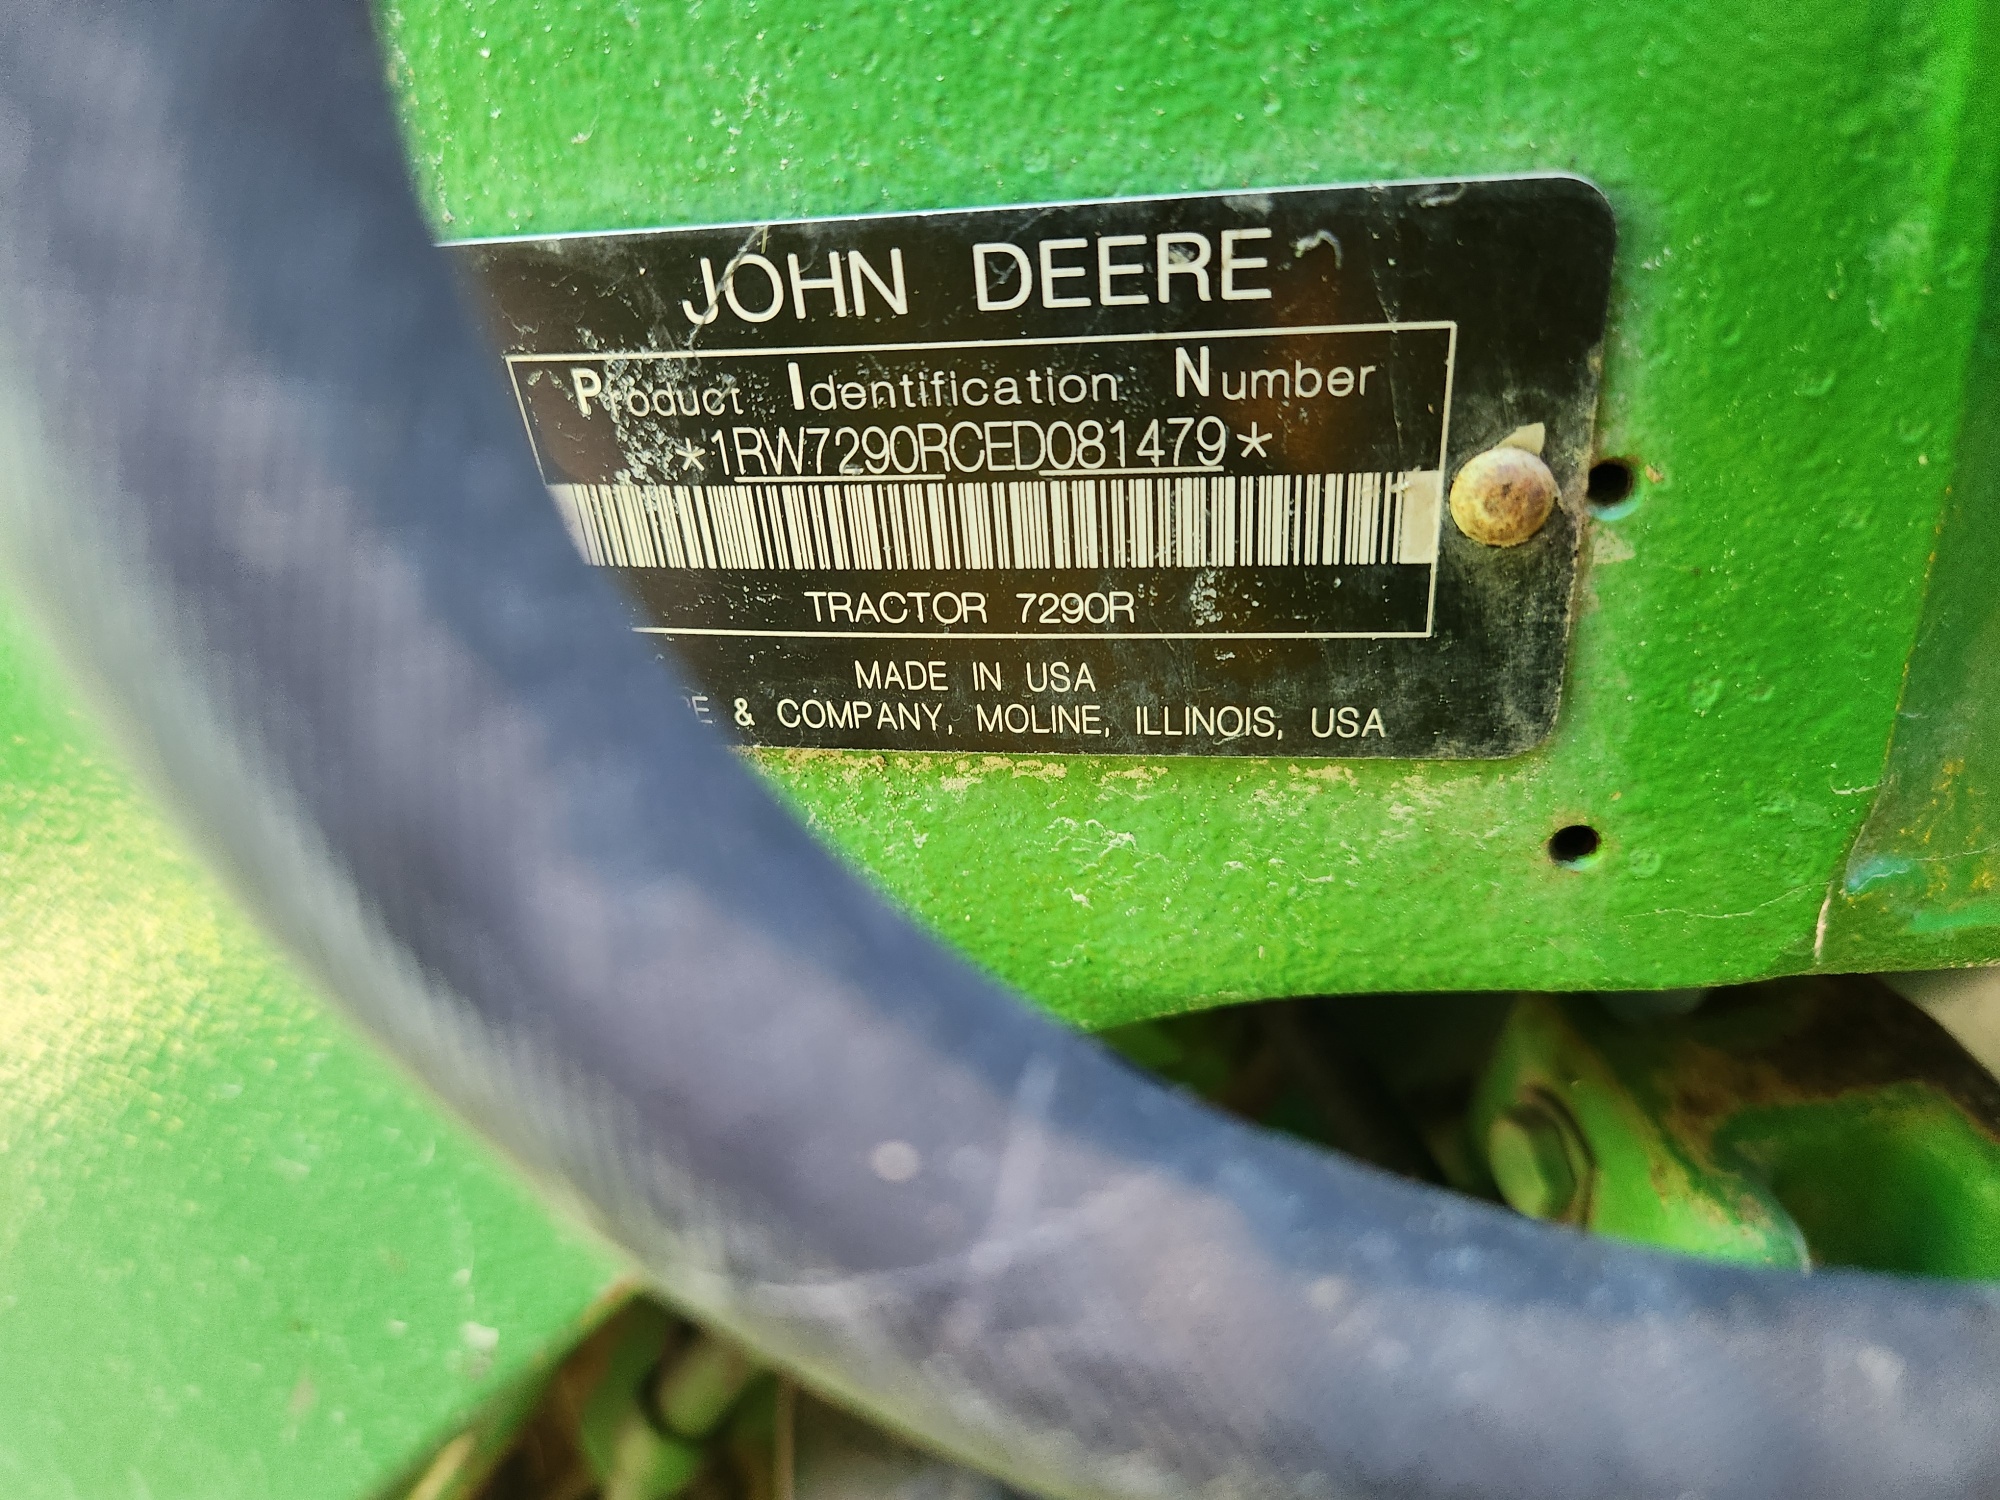 JOHN DEERE
Product Identification Number
*1RW7290RCED081479*
TRACTOR 7290R
MADE IN USA
& COMPANY, MOLINE, ILLINOIS, USA